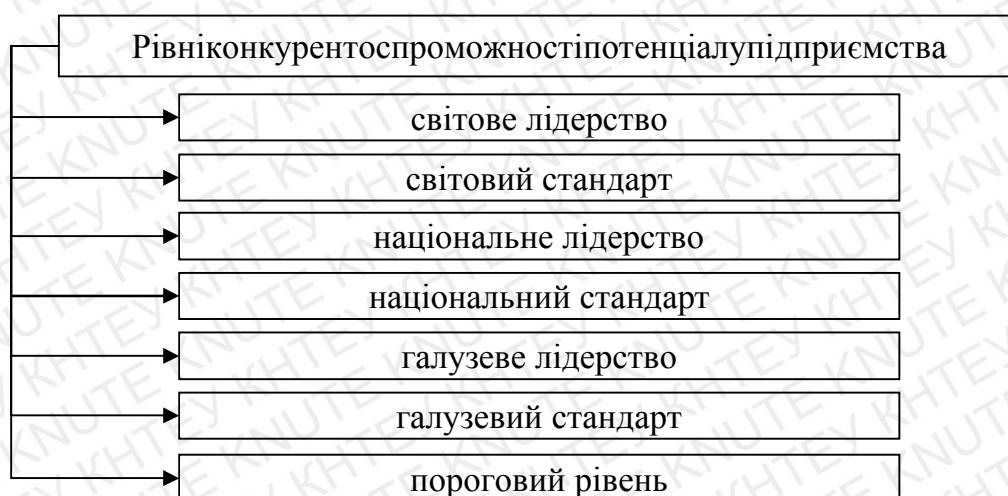 Рівніконкурентоспроможностіпотенціалупідприємства
світове лідерство
світовий стандарт
національне лідерство
національний стандарт
галузеве лідерство
галузевий стандарт
пороговий рівень